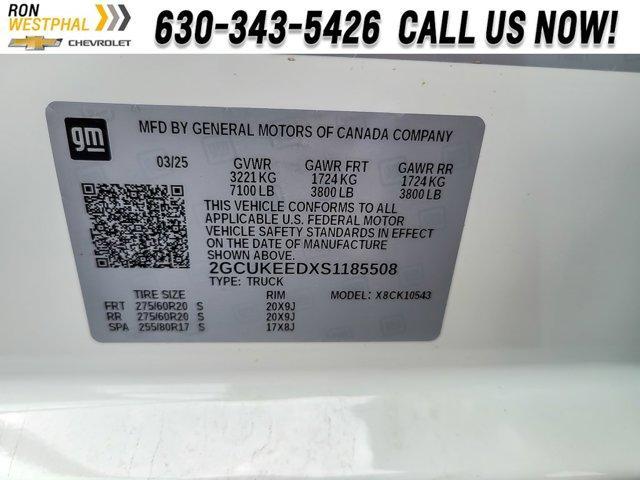 RON
WESTPHAL
CHEVROLET
630-343-5426 CALL US NOW!
gm
MFD BY GENERAL MOTORS OF CANADA COMPANY
03/25 GVWR GAWR FRT GAWR RR
3221 KG 1724 KG 1724 KG
7100 LB 3800 LB 3800 LB
THIS VEHICLE CONFORMS TO ALL
APPLICABLE U.S. FEDERAL MOTOR
VEHICLE SAFETY STANDARDS IN EFFECT
ON THE DATE OF MANUFACTURE
SHOWN ABOVE.
2GCUKEEDXS1185508
TYPE: TRUCK
TIRE SIZE RIM MODEL: X8CK10543
FRT 275/60R20 S 20X9J
RR 275/60R20 S 20X9J
SPA 255/80R17 S 17X8J